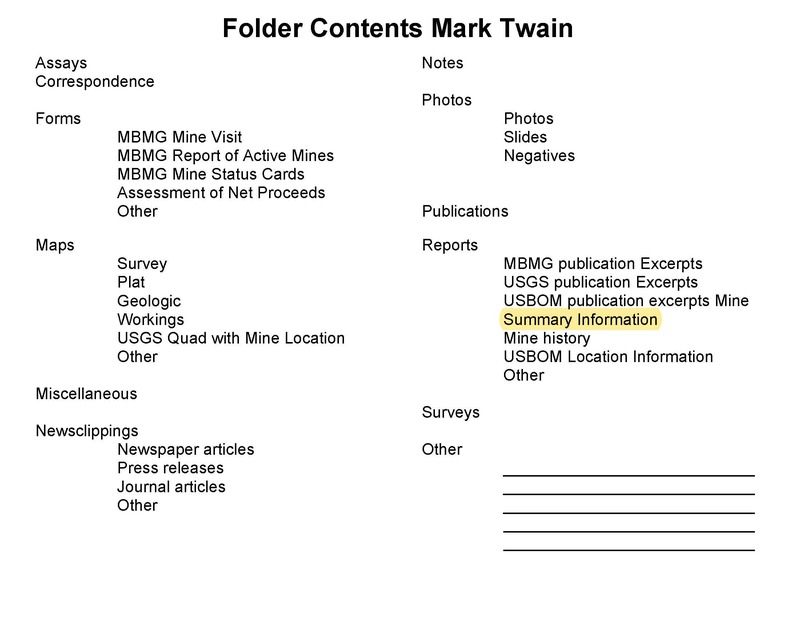 Folder Contents Mark Twain
Assays
Correspondence
Forms
MBMG Mine Visit
MBMG Report of Active Mines
MBMG Mine Status Cards
Assessment of Net Proceeds
Other
Maps
Survey
Plat
Geologic
Workings
USGS Quad with Mine Location
Other
Miscellaneous
Newsclippings
Newspaper articles
Press releases
Journal articles
Other
Notes
Photos
Photos
Slides
Negatives
Publications
Reports
MBMG publication Excerpts
USGS publication Excerpts
USBOM publication excerpts Mine
Summary Information
Mine history
USBOM Location Information
Other
Surveys
Other